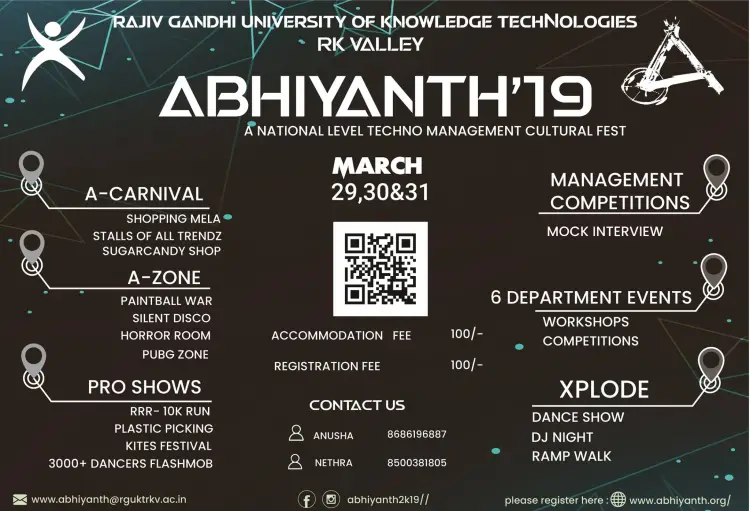 RAJIV GANDHI UNIVERSITY OF KNOWLEDGE TECHNOLOGIES
RK VALLEY
ABHIYANTH'19
A NATIONAL LEVEL TECHNO MANAGEMENT CULTURAL FEST
MARCH
29,30&31
A-CARNIVAL
SHOPPING MELA
STALLS OF ALL TRENDZ
SUGARCANDY SHOP
A-ZONE
PAINTBALL WAR
SILENT DISCO
HORROR ROOM
PUBG ZONE
PRO SHOWS
RRR- 10K RUN
PLASTIC PICKING
KITES FESTIVAL
3000+ DANCERS FLASHMOB
ACCOMMODATION FEE 100/-
REGISTRATION FEE 100/-
CONTACT US
ANUSHA 8686196887
NETHRA 8500381805
MANAGEMENT
COMPETITIONS
MOCK INTERVIEW
6 DEPARTMENT EVENTS
WORKSHOPS
COMPETITIONS
XPLODE
DANCE SHOW
DJ NIGHT
RAMP WALK
www.abhiyanth@rguktrkv.ac.in
abhiyanth2k19//
please register here : www.abhiyanth.org/